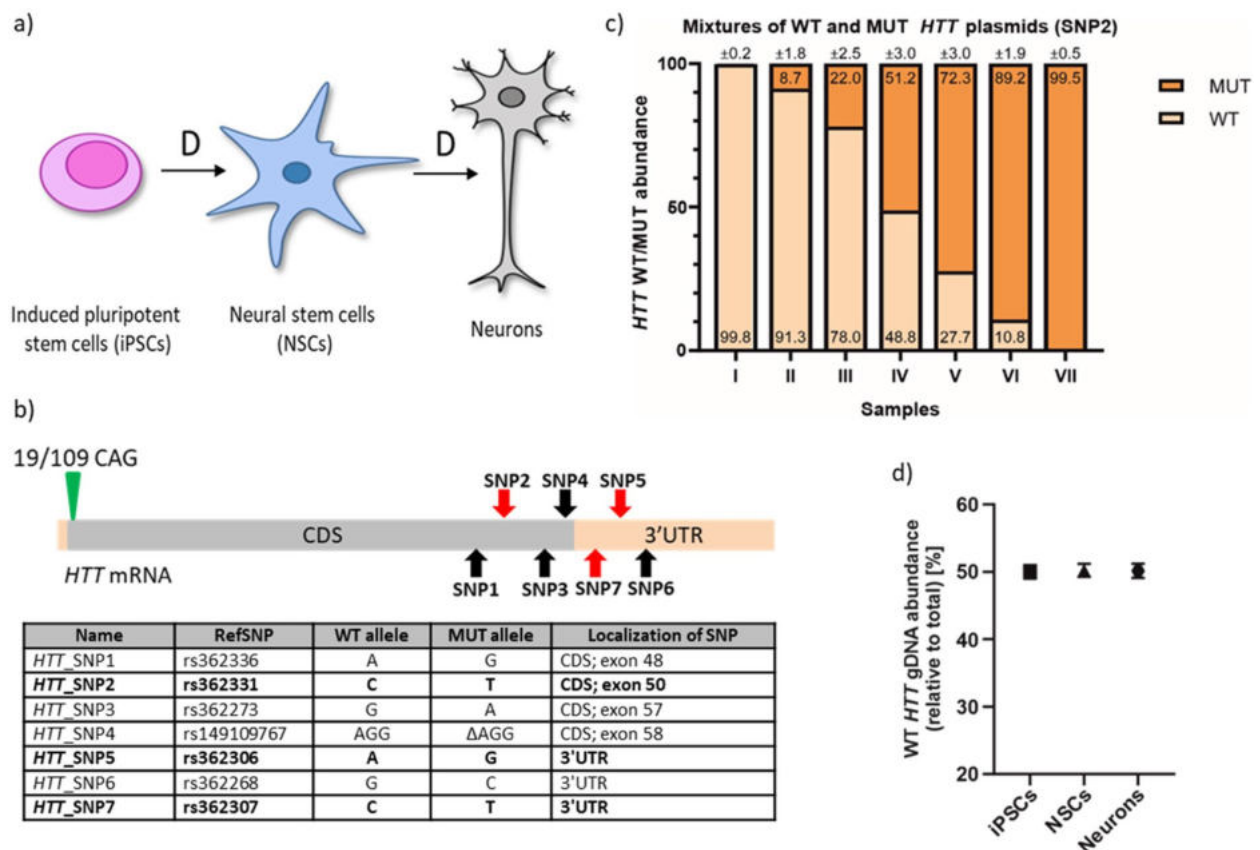 a)
D
D
Induced pluripotent
stem cells (iPSCs)
Neural stem cells
(NSCs)
Neurons
b)
19/109 CAG
SNP2
SNP4
SNP5
CDS
3'UTR
HTT mRNA
SNP1
SNP3
SNP7
SNP6
Name RefSNP WT allele MUT allele Localization of SNP
HTT_SNP1 rs362336 A G CDS; exon 48
HTT_SNP2 rs362331 C T CDS; exon 50
HTT_SNP3 rs362273 G A CDS; exon 57
HTT_SNP4 rs149109767 AGG ΔAGG CDS; exon 58
HTT_SNP5 rs362306 A G 3'UTR
HTT_SNP6 rs362268 G C 3'UTR
HTT_SNP7 rs362307 C T 3'UTR
c)
Mixtures of WT and MUT HTT plasmids (SNP2)
±0.2 ±1.8 ±2.5 ±3.0 ±3.0 ±1.9 ±0.5
100
8.7 22.0 51.2 72.3 89.2 99.5
MUT
WT
HTT WT/MUT abundance
50
99.8 91.3 78.0 48.8 27.7 10.8
0
I II III IV V VI VII
Samples
d)
WT HTT gDNA abundance
(relative to total) [%]
60
50
40
30
20
iPSCs
NSCs
Neurons